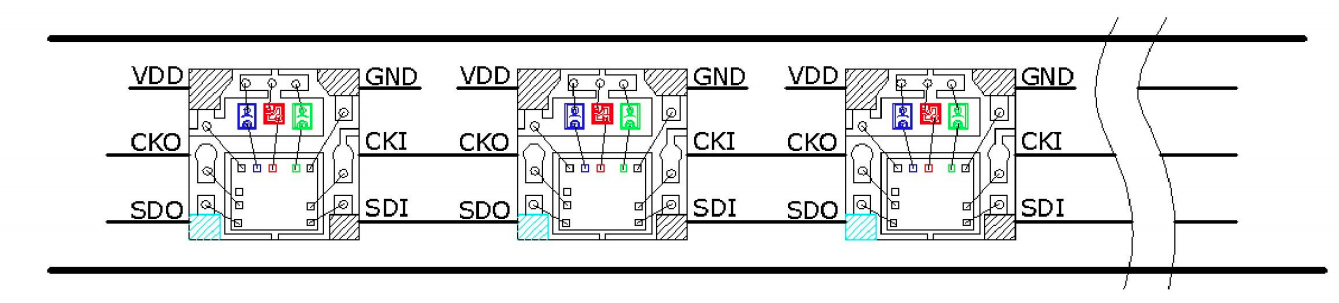 VDD GND VDD GND VDD GND
CKO CKI CKO CKI CKO CKI
SDO SDI SDO SDI SDO SDI